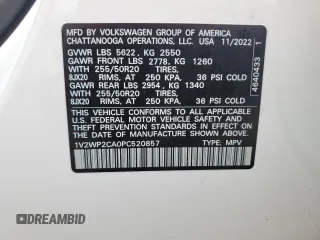 MFD BY VOLKSWAGEN GROUP OF AMERICA
CHATTANOOGA OPERATIONS, LLC. USA 11/2022
GVWR LBS 5622, KG 2550
GAWR FRONT LBS 2778, KG 1260
WITH 255/50R20 TIRES,
8JX20 RIMS, AT 250 KPA, 36 PSI COLD
GAWR REAR LBS 2954, KG 1340
WITH 255/50R20 TIRES,
8JX20 RIMS, AT 250 KPA, 36 PSI COLD
THIS VEHICLE CONFORMS TO ALL APPLICABLE
FEDERAL MOTOR VEHICLE SAFETY AND
THEFT PREVENTION STANDARDS IN EFFECT
ON THE DATE OF MANUFACTURE SHOWN ABOVE.
1V2WP2CA0PC520857 TYPE: MPV
4640433 1
© DREAMBID